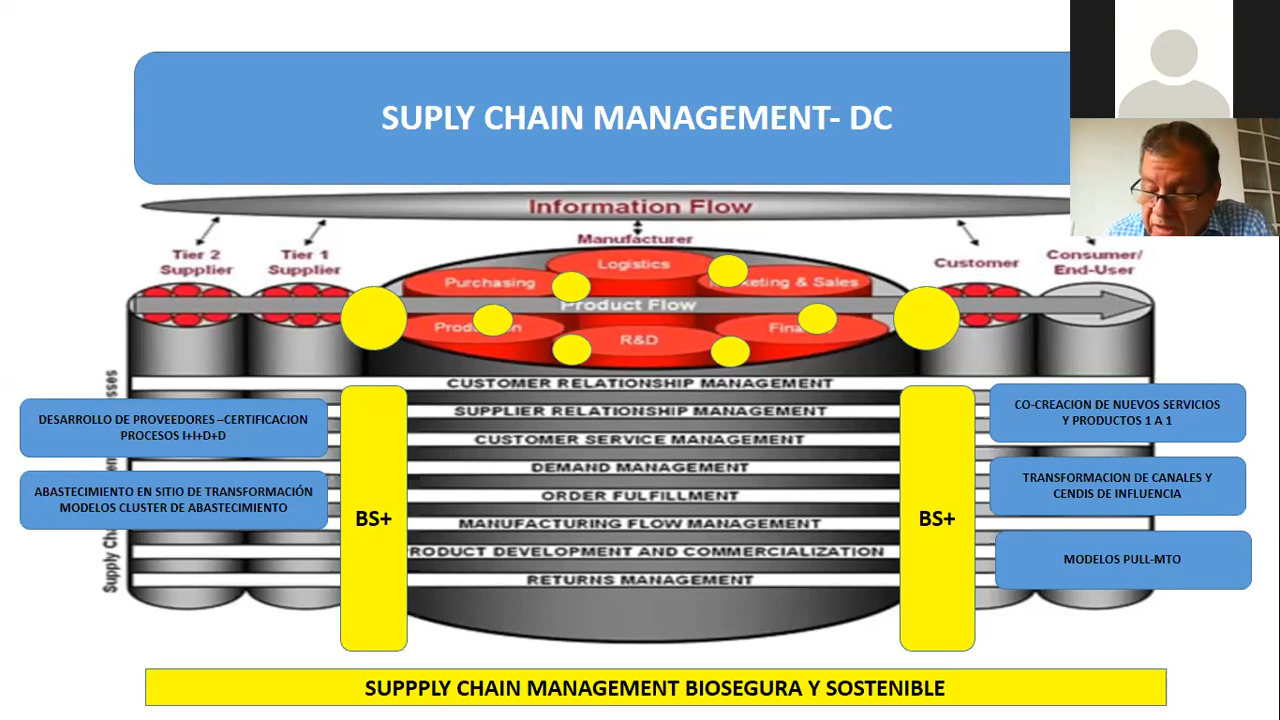 SUPLY CHAIN MANAGEMENT- DC
Information Flow
Tier 2
Supplier
Tier 1
Supplier
Manufacturer
Customer
Consumer/
End-User
Logistics
Purchasing
& Sales
Product Flow
R&D
CUSTOMER RELATIONSHIP MANAGEMENT
SUPPLIER RELATIONSHIP MANAGEMENT
CUSTOMER SERVICE MANAGEMENT
DEMAND MANAGEMENT
ORDER FULFILLMENT
MANUFACTURING FLOW MANAGEMENT
DEVELOPMENT AND COMMERCIALIZATION
RETURNS MANAGEMENT
Supply
DESARROLLO DE PROVEEDORES –CERTIFICACION
PROCESOS I+I+D+D
ABASTECIMIENTO EN SITIO DE TRANSFORMACIÓN
MODELOS CLUSTER DE ABASTECIMIENTO
BS+
BS+
CO-CREACION DE NUEVOS SERVICIOS
Y PRODUCTOS 1 A 1
TRANSFORMACION DE CANALES Y
CENDIS DE INFLUENCIA
MODELOS PULL-MTO
SUPPPLY CHAIN MANAGEMENT BIOSEGURA Y SOSTENIBLE